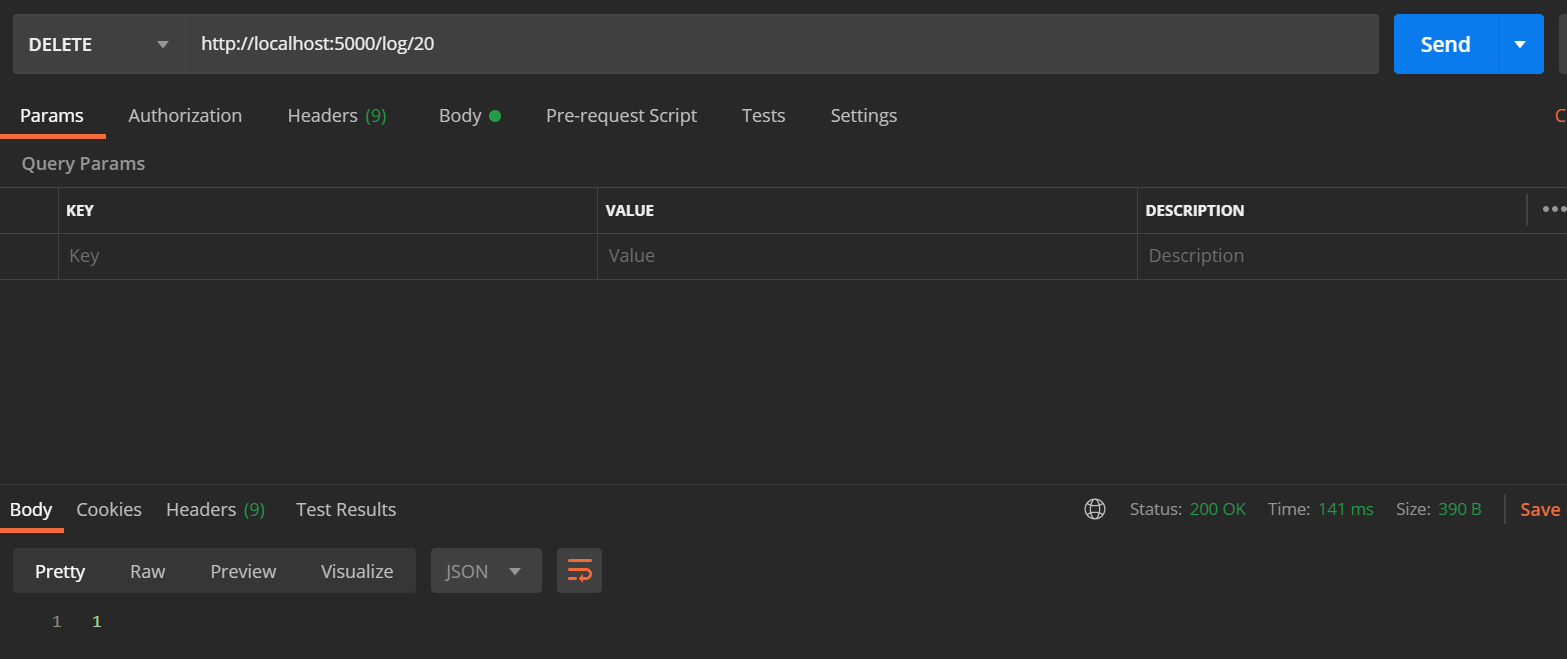 DELETE http://localhost:5000/log/20 Send
Params Authorization Headers (9) Body Pre-request Script Tests Settings C
Query Params
KEY VALUE DESCRIPTION
Key Value Description
Body Cookies Headers (9) Test Results Status: 200 OK Time: 141 ms Size: 390 B Save
Pretty Raw Preview Visualize JSON
1 1